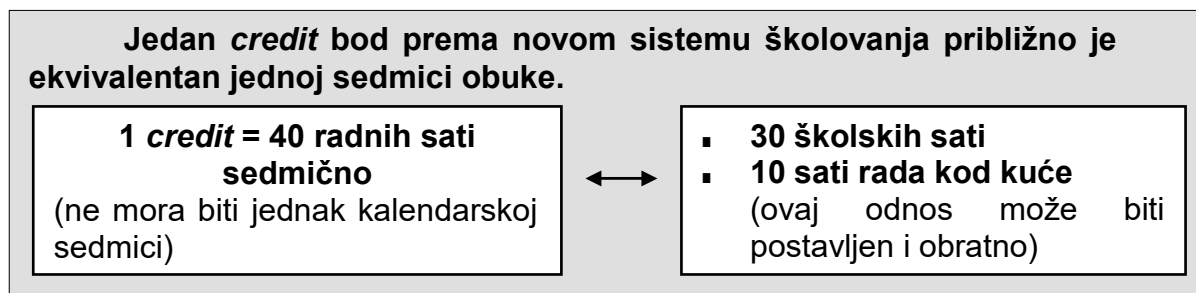 Jedan credit bod prema novom sistemu školovanja približno je
ekvivalentan jednoj sedmici obuke.
1 credit = 40 radnih sati
sedmično
(ne mora biti jednak kalendarskoj
sedmici)
▪ 30 školskih sati
▪ 10 sati rada kod kuće
(ovaj odnos može biti
postavljen i obratno)